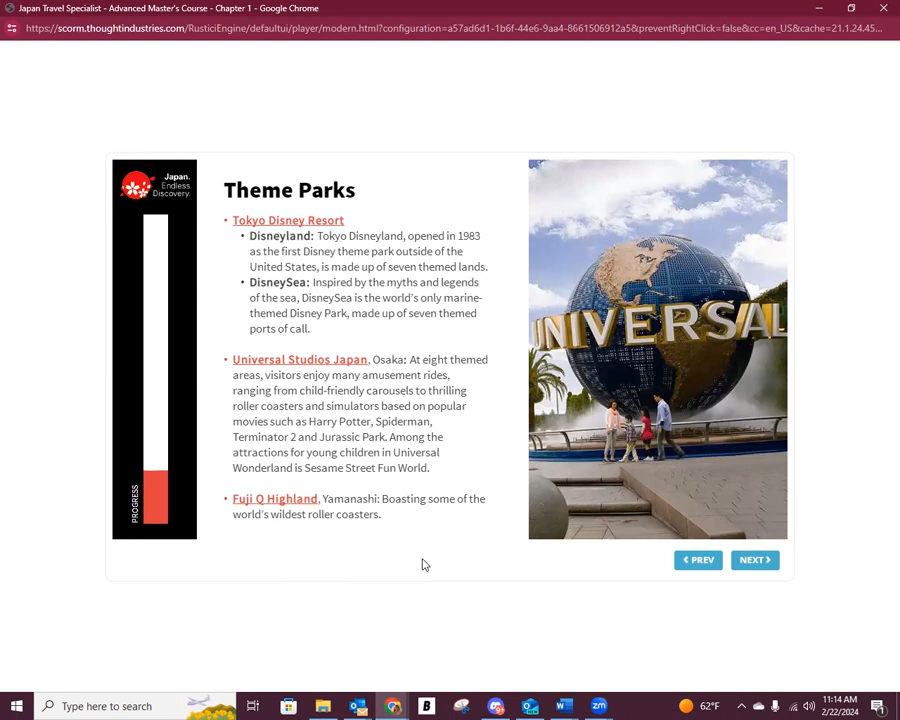 Japan Travel Specialist - Advanced Master's Course - Chapter 1 - Google Chrome
https://scorm.thoughtindustries.com/RusticiEngine/defaultui/player/modern.html?configuration=a57ad6d1-1b6f-44e6-9aa4-8661506912a5&preventRightClick=false&cc=en_US&cache=21.1.24.45...
Japan.
Endless
Discovery.
PROGRESS
Theme Parks
• Tokyo Disney Resort
• Disneyland: Tokyo Disneyland, opened in 1983
as the first Disney theme park outside of the
United States, is made up of seven themed lands.
• DisneySea: Inspired by the myths and legends
of the sea, DisneySea is the world's only marine-
themed Disney Park, made up of seven themed
ports of call.
• Universal Studios Japan, Osaka: At eight themed
areas, visitors enjoy many amusement rides,
ranging from child-friendly carousels to thrilling
roller coasters and simulators based on popular
movies such as Harry Potter, Spiderman,
Terminator 2 and Jurassic Park. Among the
attractions for young children in Universal
Wonderland is Sesame Street Fun World.
• Fuji Q Highland, Yamanashi: Boasting some of the
world's wildest roller coasters.
UNIVERSAL
PREV
NEXT
Type here to search
B
W
zm
62°F
11:14 AM
2/22/2024
1